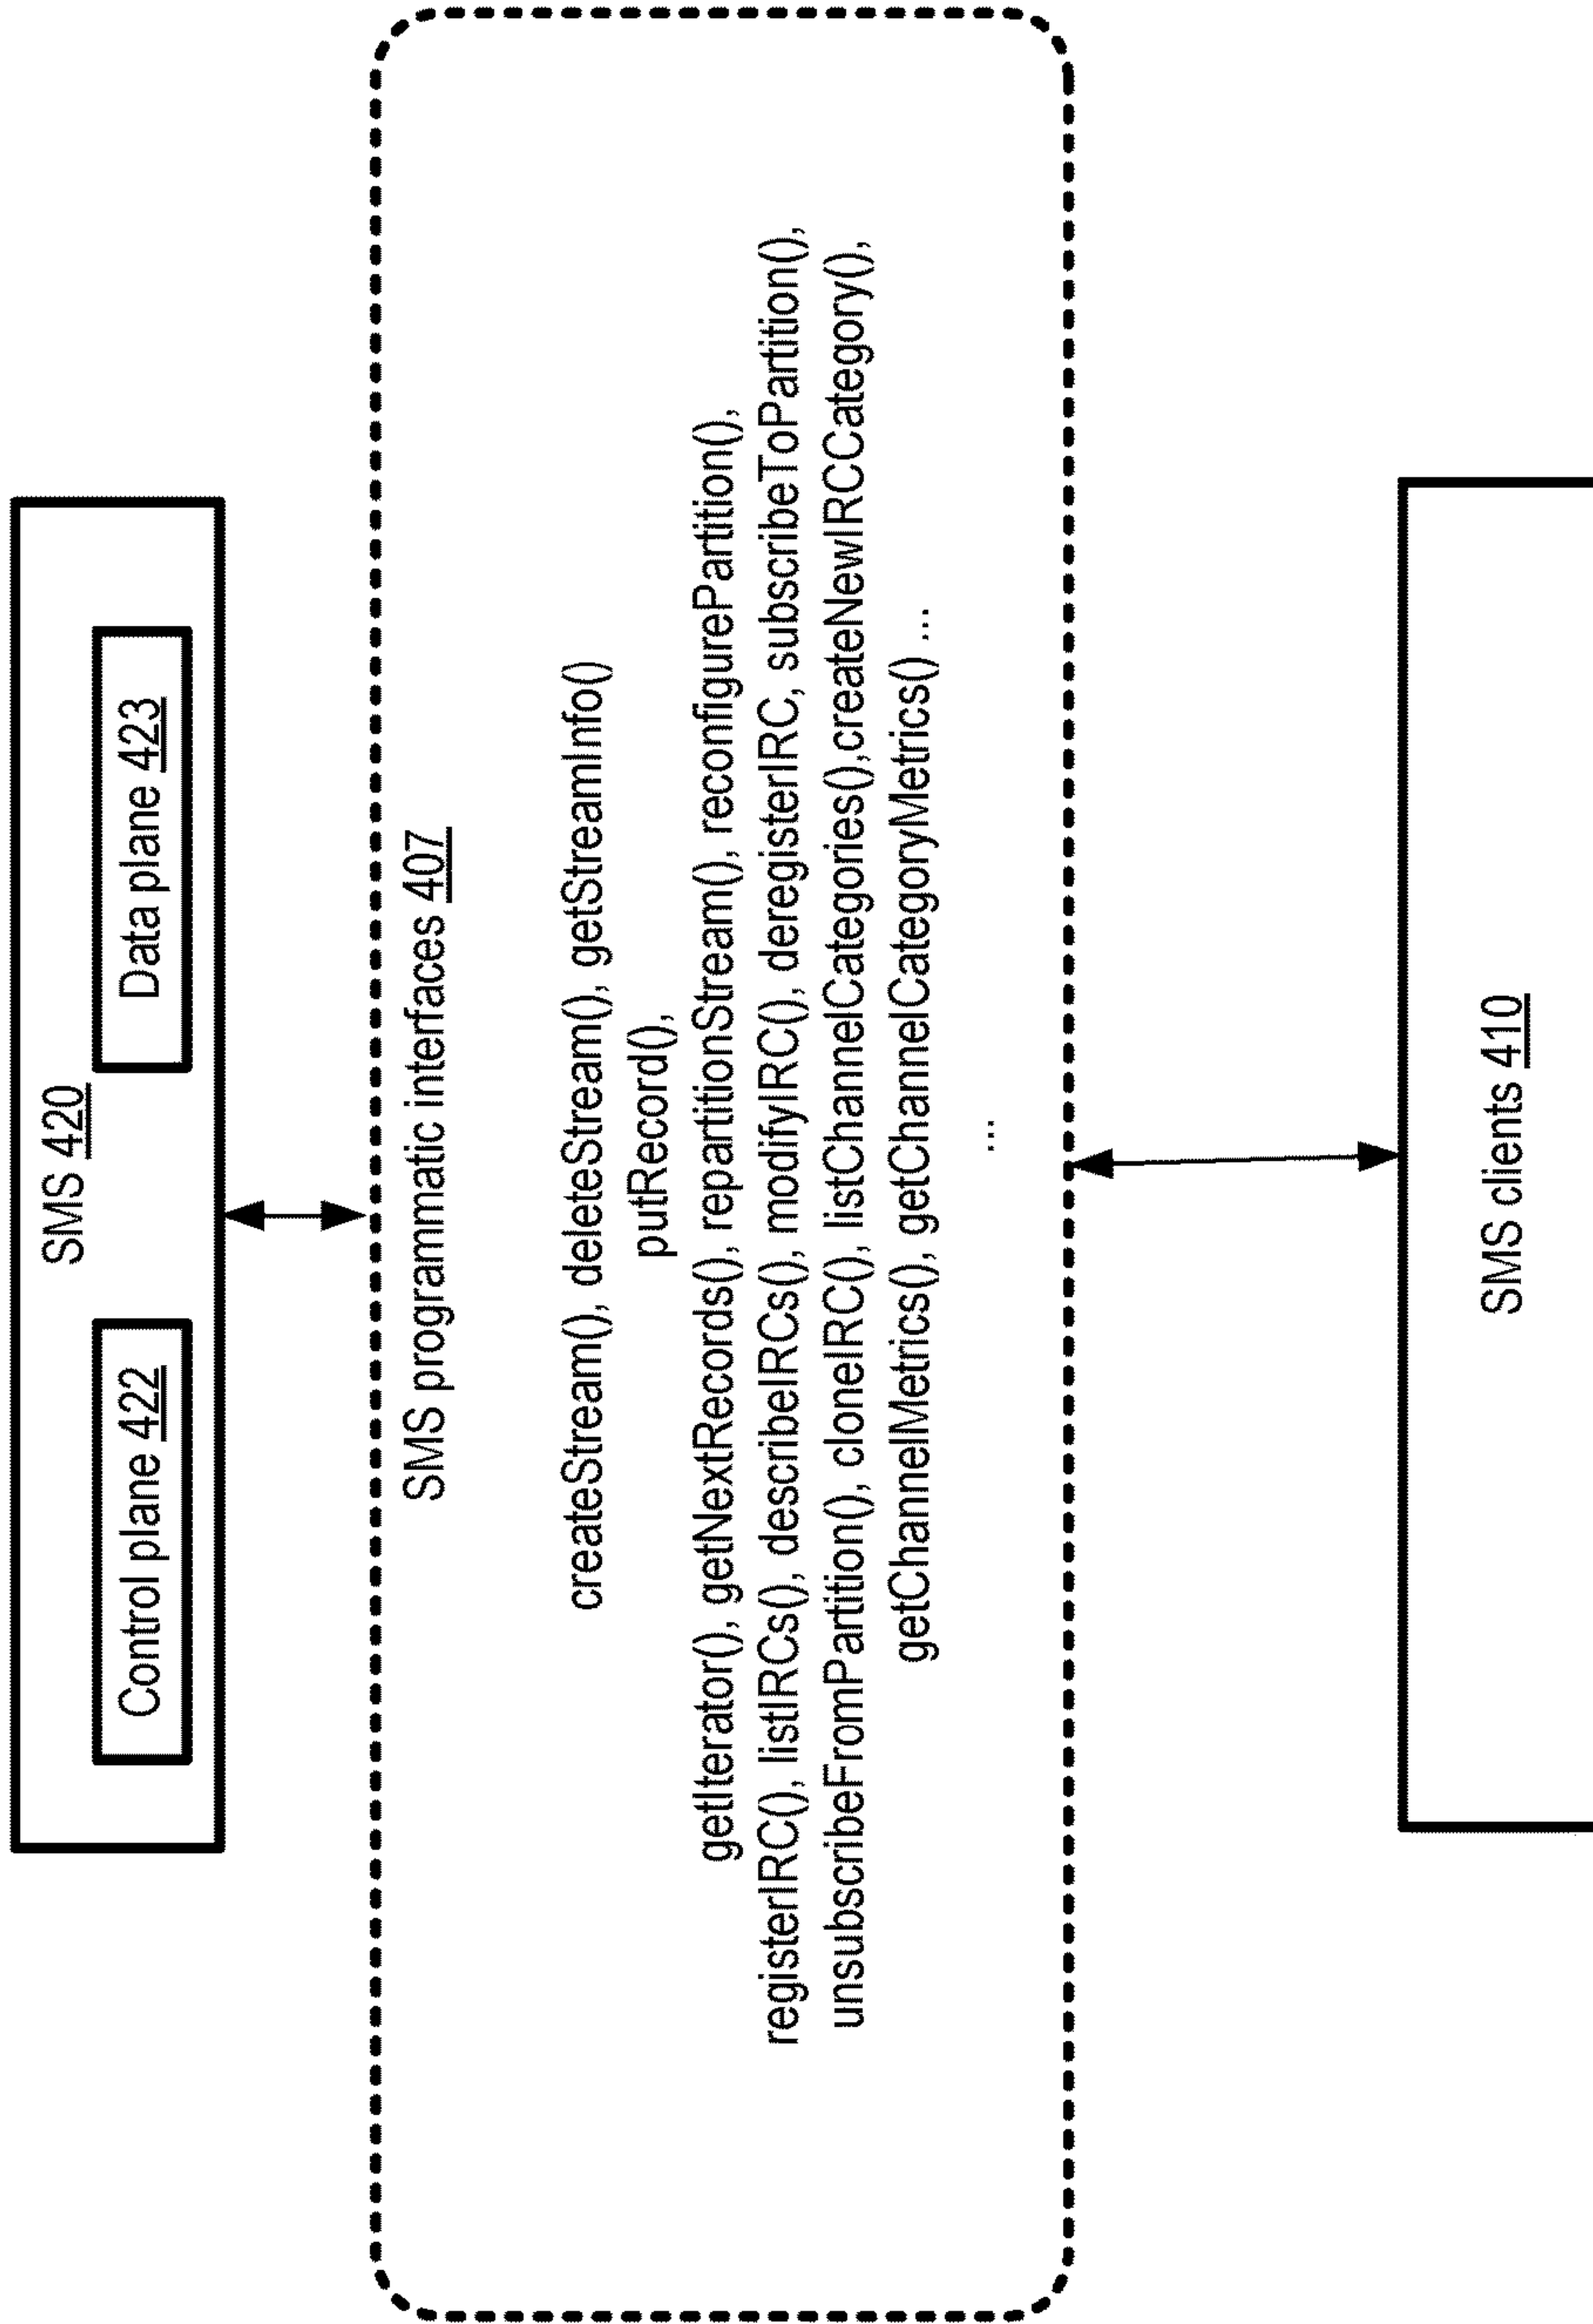 SMS 420
Control plane 422
Data plane 423
SMS programmatic interfaces 407
createStream(), deleteStream(), getStreamInfo()
putRecord(),
getIterator(), getNextRecords(), repartitionStream(), reconfigurePartition(),
registerIRC(), listIRCs(), describeIRCs(), modifyIRC(), deregisterIRC, subscribeToPartition(),
unsubscribeFromPartition(), cloneIRC(), listChannelCategories(),createNewIRCCategory(),
getChannelMetrics(), getChannelCategoryMetrics() ...
...
SMS clients 410